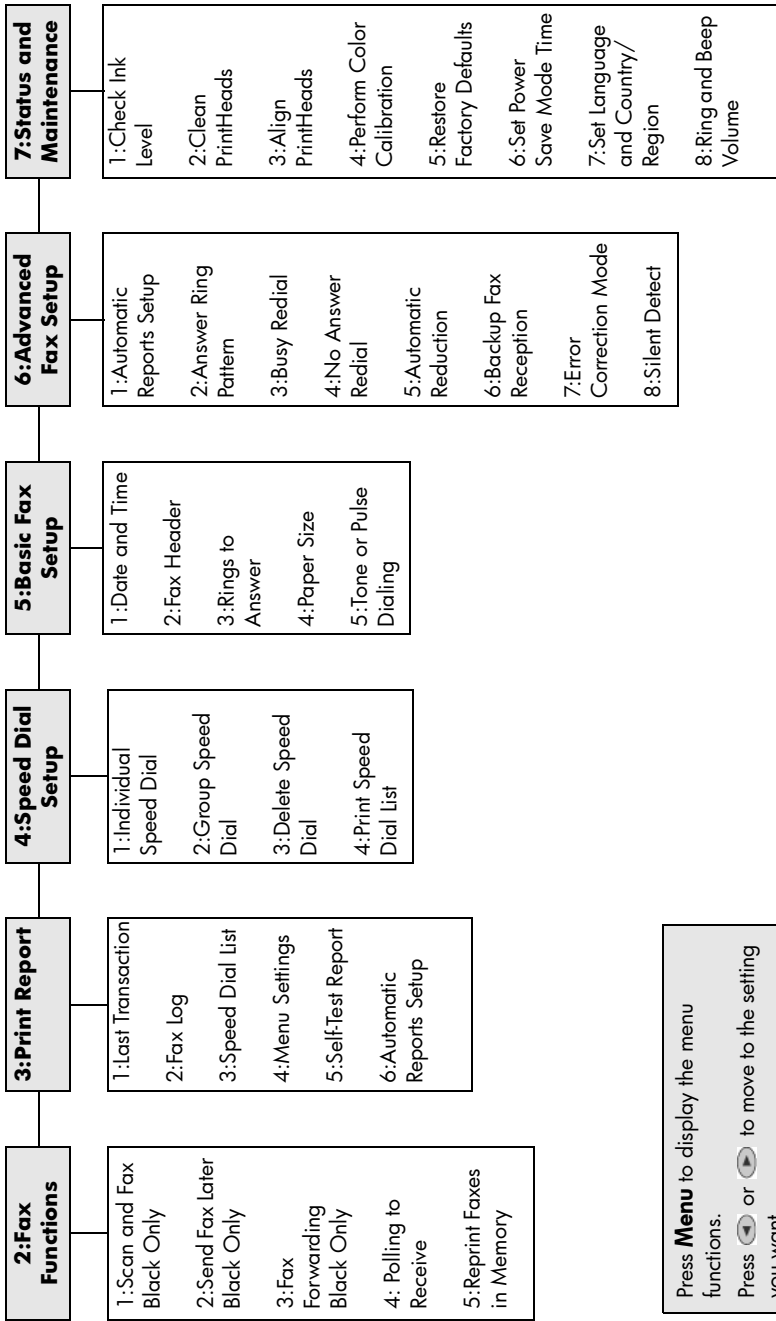 2:Fax
Functions
1:Scan and Fax
Black Only
2:Send Fax Later
Black Only
3:Fax
Forwarding
Black Only
4: Polling to
Receive
5:Reprint Faxes
in Memory
3:Print Report
1:Last Transaction
2:Fax Log
3:Speed Dial List
4:Menu Settings
5:Self-Test Report
6:Automatic
Reports Setup
4:Speed Dial
Setup
1:Individual
Speed Dial
2:Group Speed
Dial
3:Delete Speed
Dial
4:Print Speed
Dial List
5:Basic Fax
Setup
1:Date and Time
2:Fax Header
3:Rings to
Answer
4:Paper Size
5:Tone or Pulse
Dialing
6:Advanced
Fax Setup
1:Automatic
Reports Setup
2:Answer Ring
Pattern
3:Busy Redial
4:No Answer
Redial
5:Automatic
Reduction
6:Backup Fax
Reception
7:Error
Correction Mode
8:Silent Detect
7:Status and
Maintenance
1:Check Ink
Level
2:Clean
PrintHeads
3:Align
PrintHeads
4:Perform Color
Calibration
5:Restore
Factory Defaults
6:Set Power
Save Mode Time
7:Set Language
and Country/
Region
8:Ring and Beep
Volume
Press Menu to display the menu
functions.
Press or to move to the setting
you want